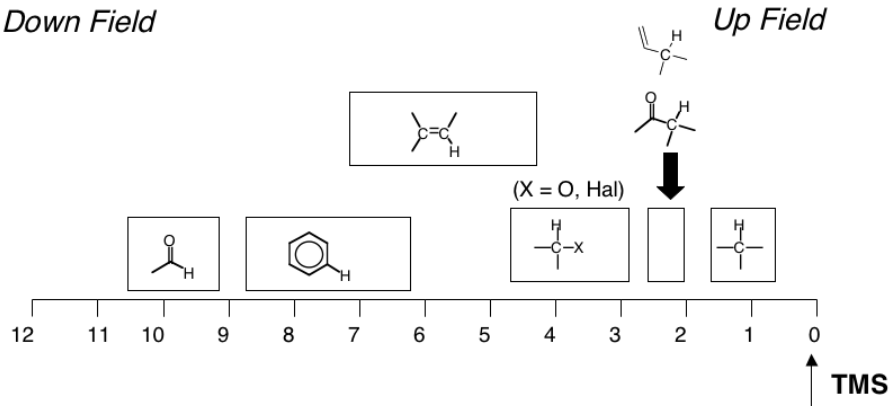 Down Field
Up Field
H
C
O
H
C
C=C
H
(X = O, Hal)
O
H
H
H
C–X
H
C
12 11 10 9 8 7 6 5 4 3 2 1 0
TMS